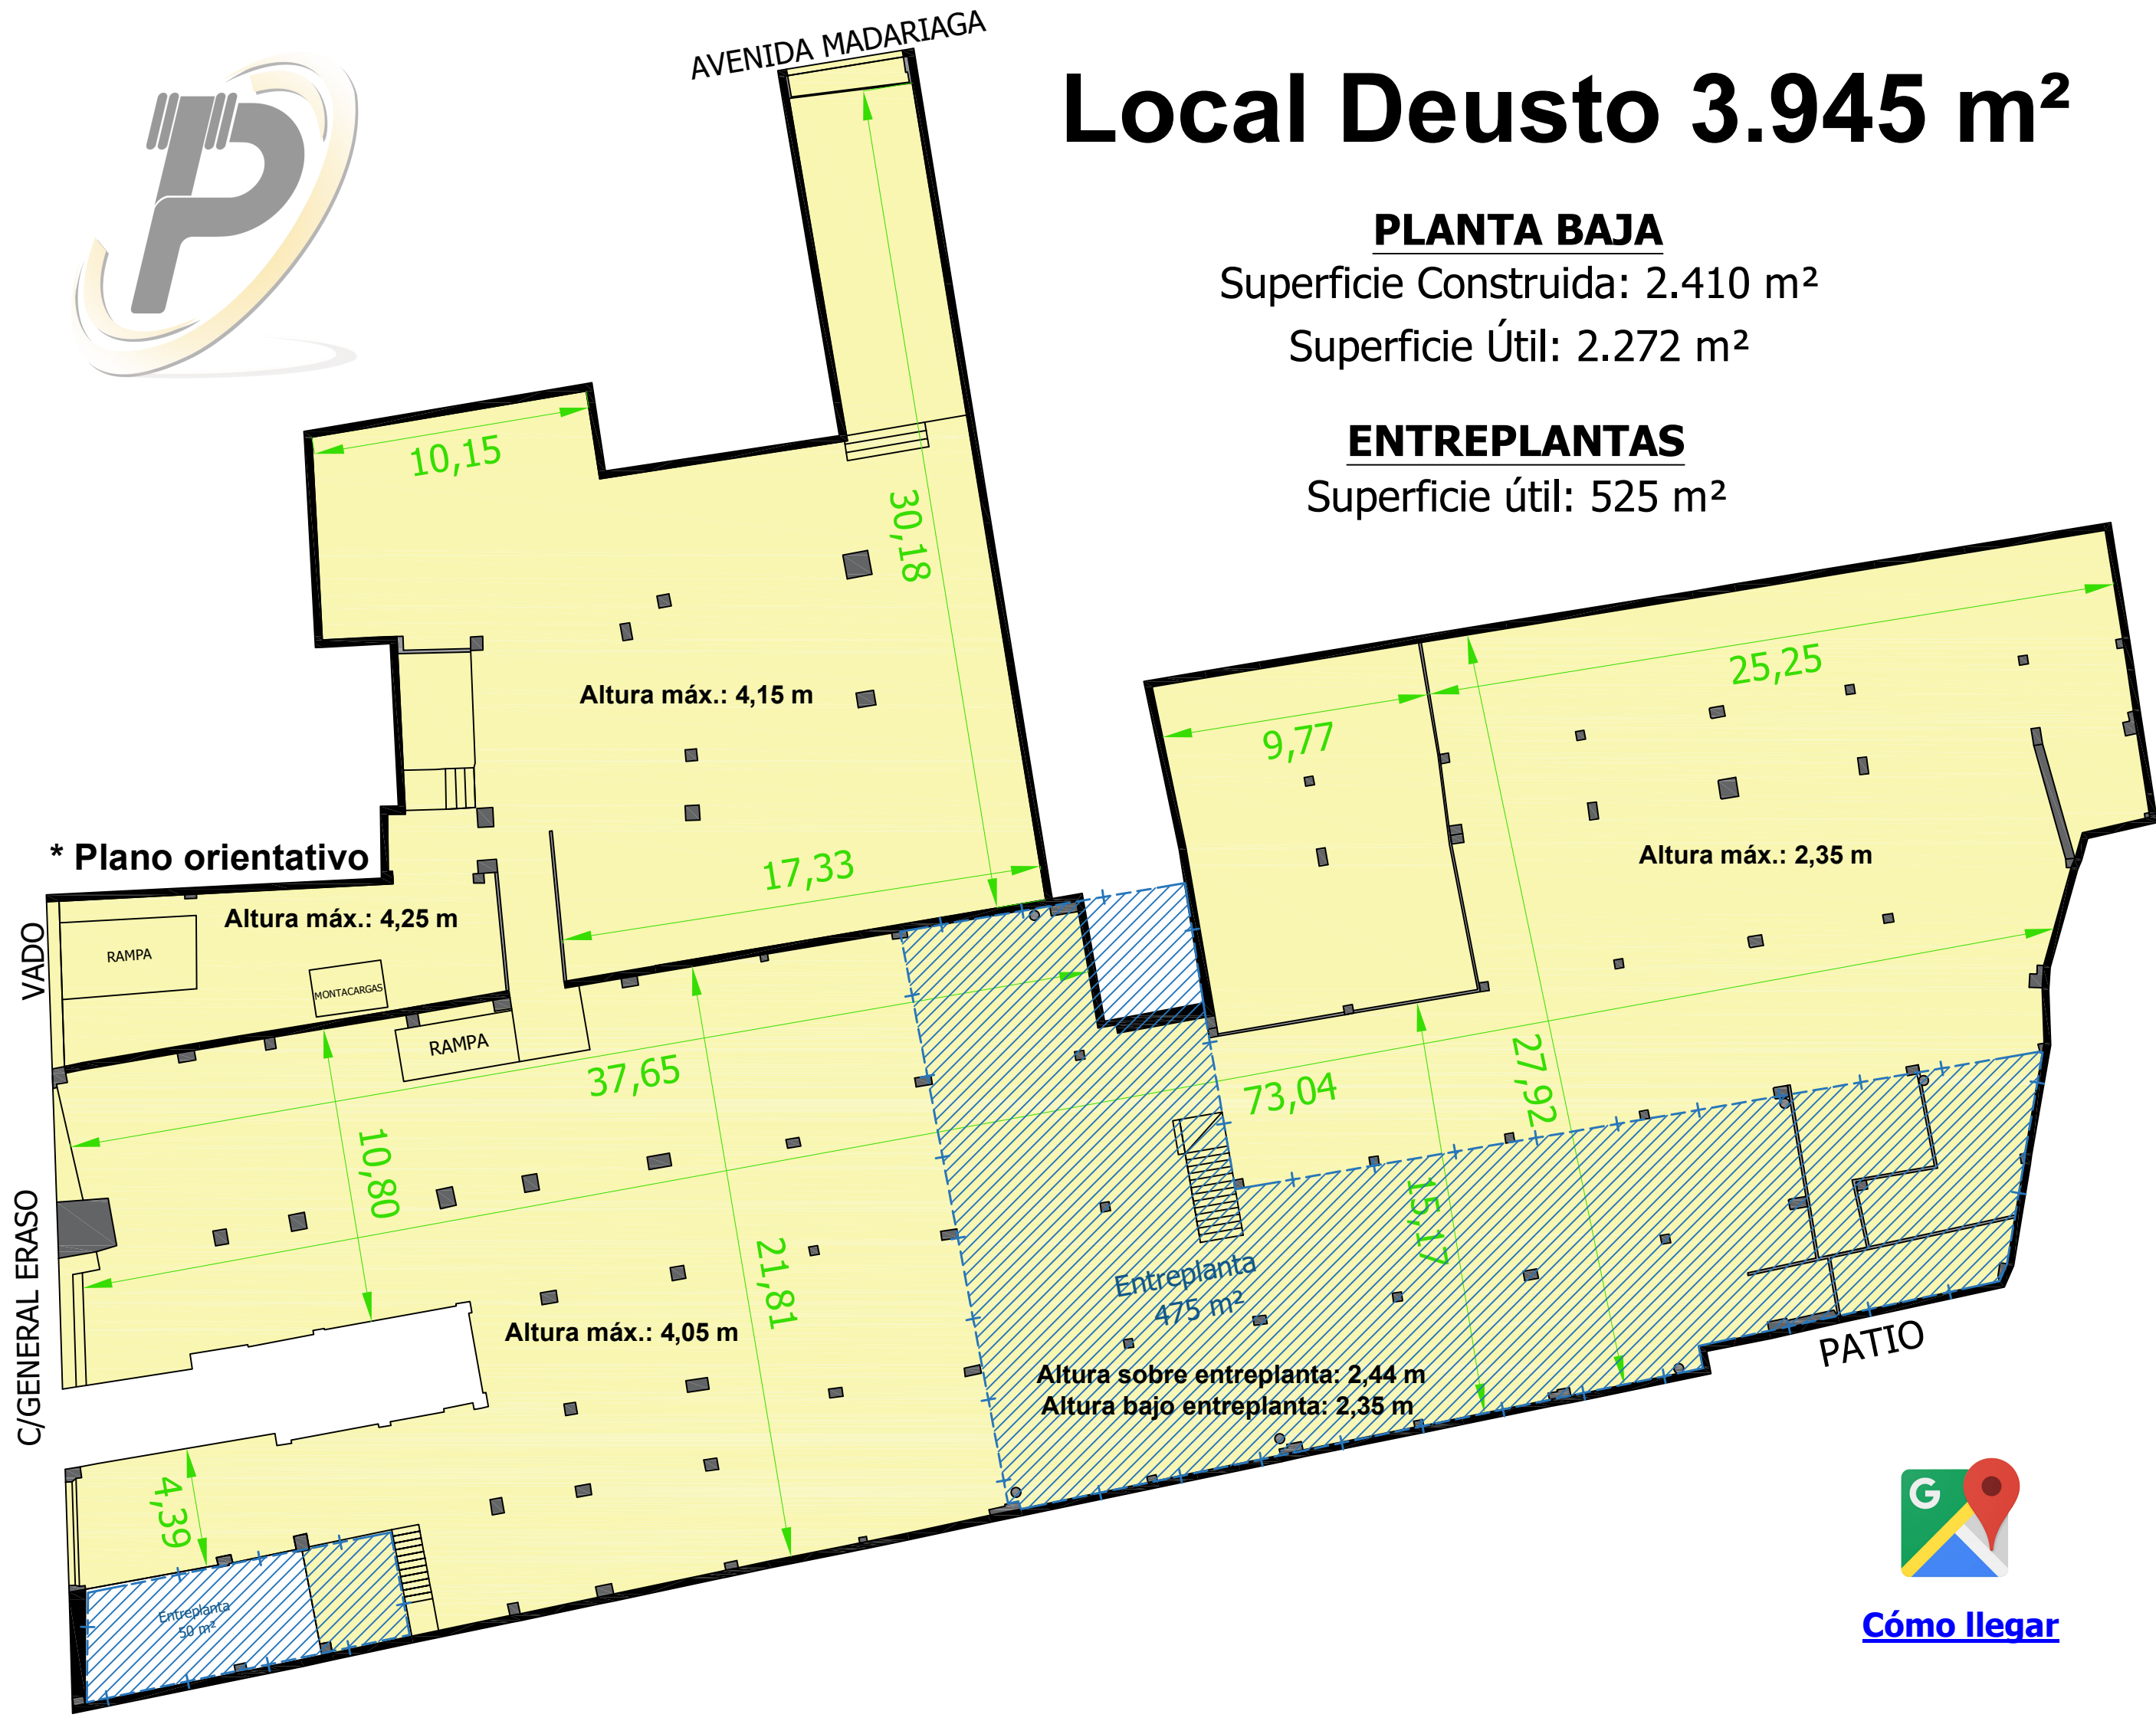 AVENIDA MADARIAGA
Local Deusto 3.945 m²
PLANTA BAJA
Superficie Construida: 2.410 m²
Superficie Útil: 2.272 m²
ENTREPLANTAS
Superficie útil: 525 m²
10,15
30,18
Altura máx.: 4,15 m
25,25
9,77
Altura máx.: 2,35 m
* Plano orientativo
17,33
VADO
Altura máx.: 4,25 m
RAMPA
MONTACARGAS
RAMPA
37,65
73,04
27,92
10,80
15,17
21,81
C/GENERAL ERASO
Entreplanta
475 m²
Altura máx.: 4,05 m
Altura sobre entreplanta: 2,44 m
Altura bajo entreplanta: 2,35 m
PATIO
4,39
Entreplanta
50 m²
G
Cómo llegar